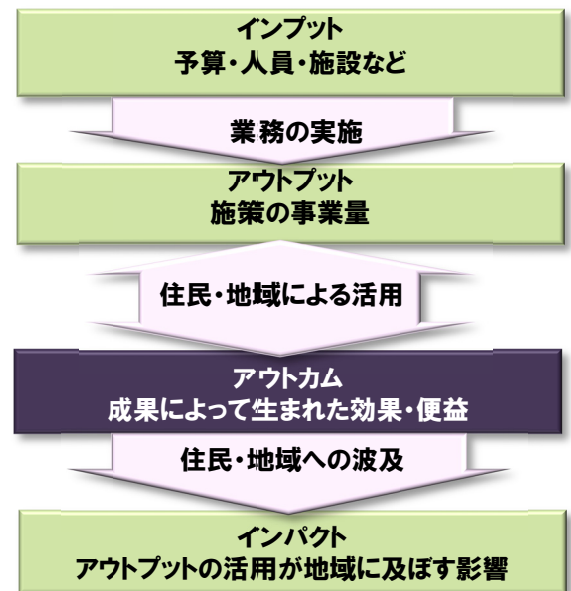 インプット
予算・人員・施設など
業務の実施
アウトプット
施策の事業量
住民・地域による活用
アウトカム
成果によって生まれた効果・便益
住民・地域への波及
インパクト
アウトプットの活用が地域に及ぼす影響